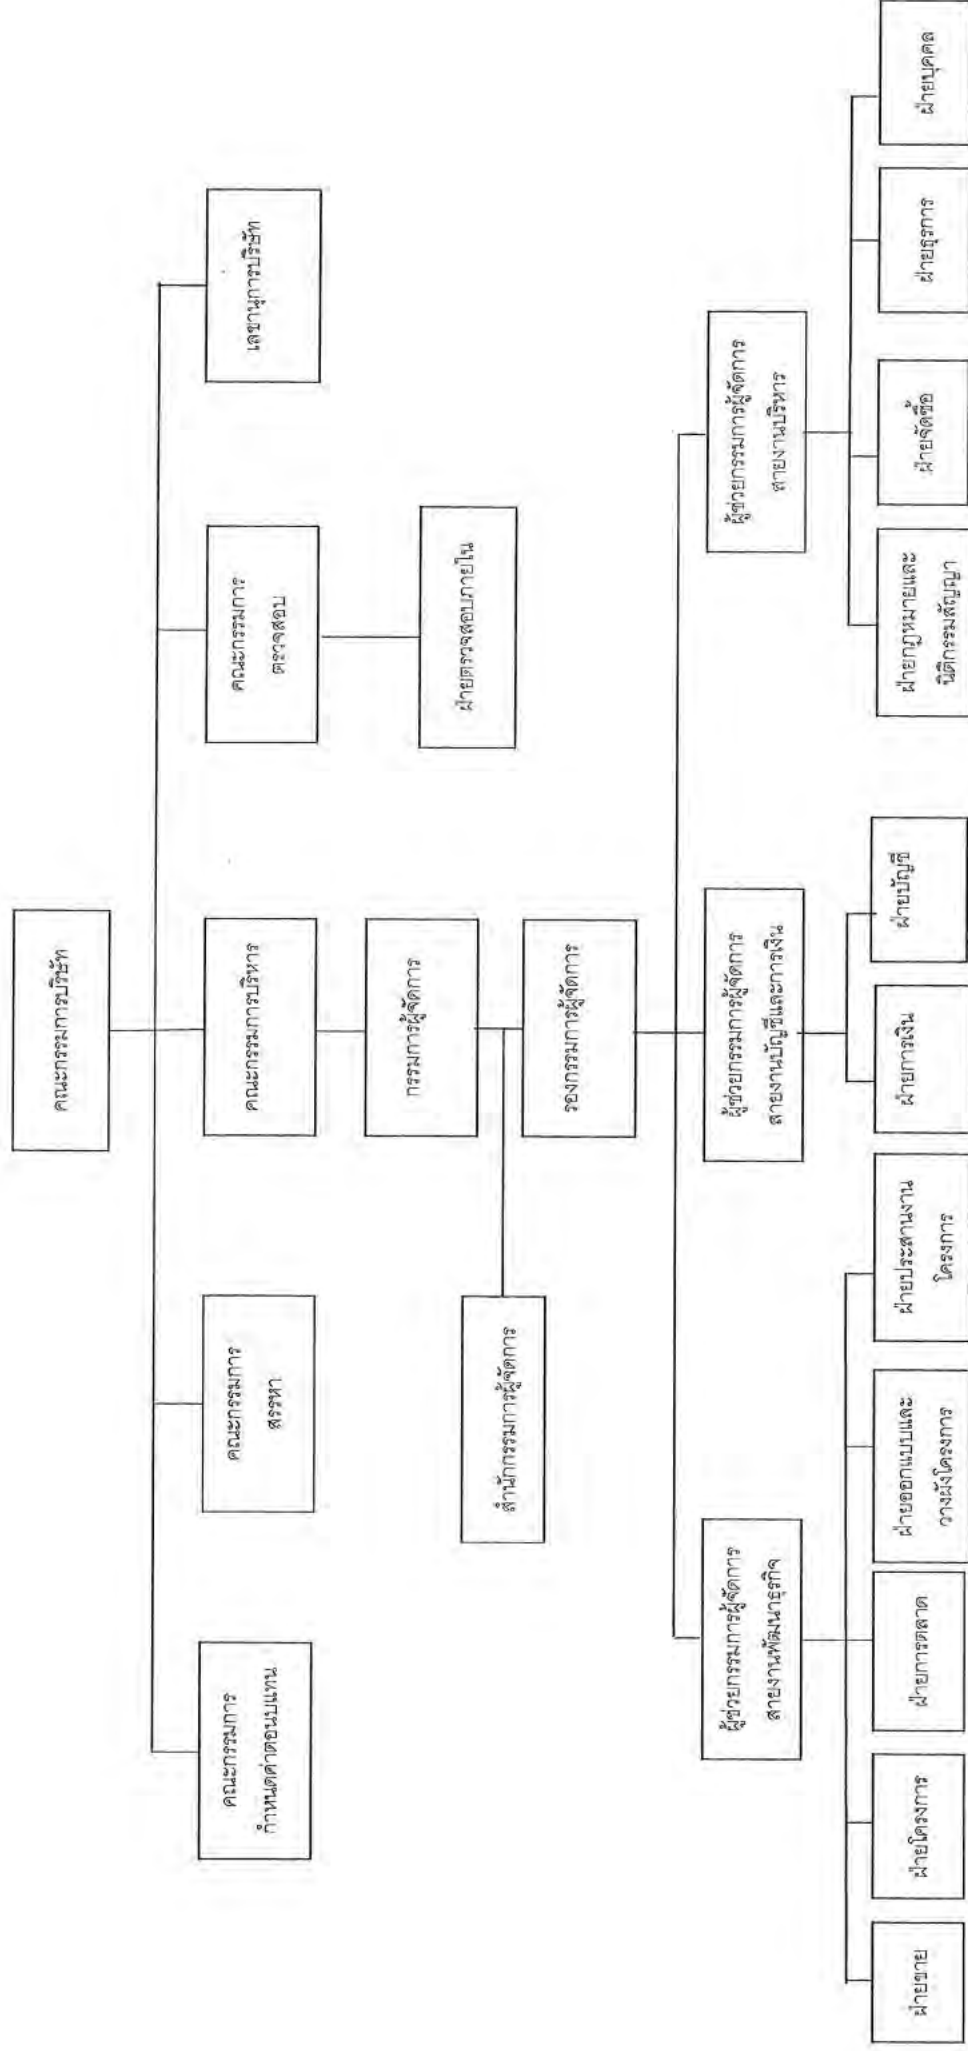 คณะกรรมการบริษัท
คณะกรรมการ
กำหนดค่าตอบแทน
คณะกรรมการ
สรรหา
คณะกรรมการบริหาร
คณะกรรมการ
ตรวจสอบ
เลขานุการบริษัท
กรรมการผู้จัดการ
ฝ่ายตรวจสอบภายใน
สำนักกรรมการผู้จัดการ
รองกรรมการผู้จัดการ
ผู้ช่วยกรรมการผู้จัดการ
สายงานพัฒนาธุรกิจ
ผู้ช่วยกรรมการผู้จัดการ
สายงานบัญชีและการเงิน
ผู้ช่วยกรรมการผู้จัดการ
สายงานบริหาร
ฝ่ายขาย
ฝ่ายโครงการ
ฝ่ายการตลาด
ฝ่ายออกแบบและ
วางผังโครงการ
ฝ่ายประสานงาน
โครงการ
ฝ่ายการเงิน
ฝ่ายบัญชี
ฝ่ายกฎหมายและ
นิติกรรมสัญญา
ฝ่ายจัดซื้อ
ฝ่ายธุรการ
ฝ่ายบุคคล